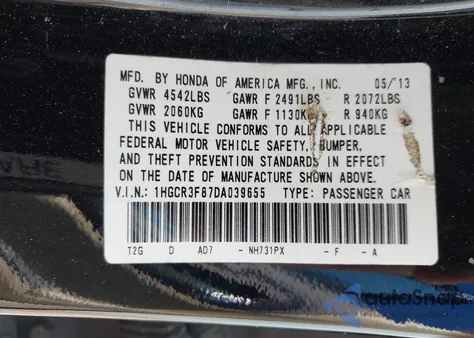 MFD. BY HONDA OF AMERICA MFG., INC. 05/'13
GVWR 4542LBS GAWR F 2491LBS R 2072LBS
GVWR 2060KG GAWR F 1130KG R 940KG
THIS VEHICLE CONFORMS TO ALL APPLICABLE
FEDERAL MOTOR VEHICLE SAFETY, BUMPER,
AND THEFT PREVENTION STANDARDS IN EFFECT
ON THE DATE OF MANUFACTURE SHOWN ABOVE.
V.I.N.: 1HGCR3F87DA039655 TYPE: PASSENGER CAR
T2G D AD7 - NH731PX - F - A